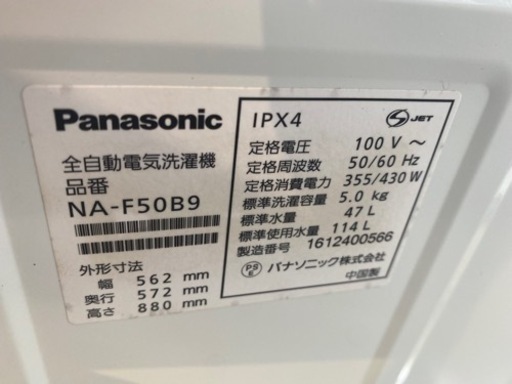 Panasonic
全自動電気洗濯機
品番
NA-F50B9
外形寸法
幅 562 mm
奥行 572 mm
高さ 880 mm
IPX4
S JET
定格電圧 100 V ～
定格周波数 50/60 Hz
定格消費電力 355/430 W
標準洗濯容量 5.0 kg
標準水量 47 L
標準使用水量 114 L
製造番号 1612400566
PS E パナソニック株式会社
中国製